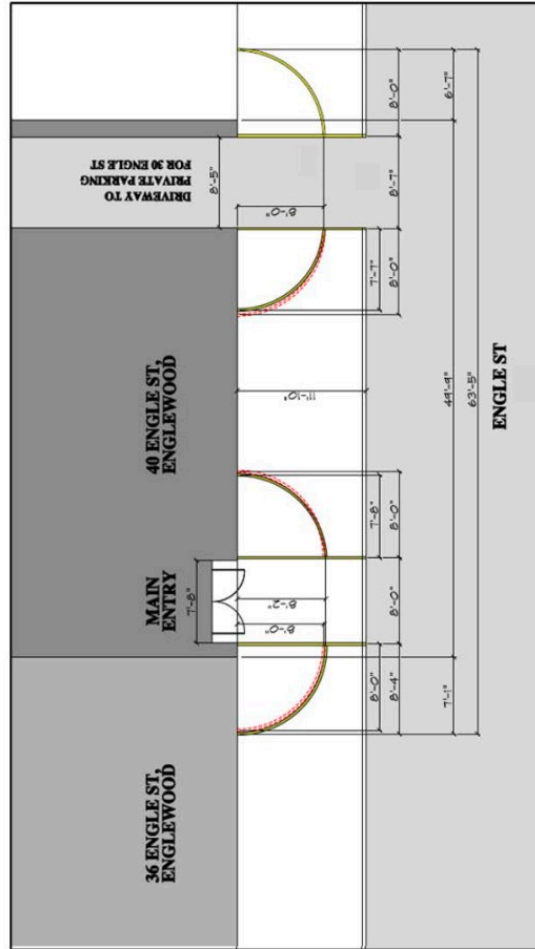 36 ENGLE ST,
ENGLEWOOD
MAIN
ENTRY
40 ENGLE ST,
ENGLEWOOD
DRIVEWAY TO
PRIVATE PARKING
FOR 30 ENGLE ST
7'-8"
8'-5"
8'-0"
8'-2"
11'-10"
8'-0"
8'-0"
7'-8"
7'-7"
8'-4"
8'-0"
8'-0"
8'-0"
8'-7"
8'-0"
7'-1"
49'-9"
6'-7"
63'-5"
ENGLE ST